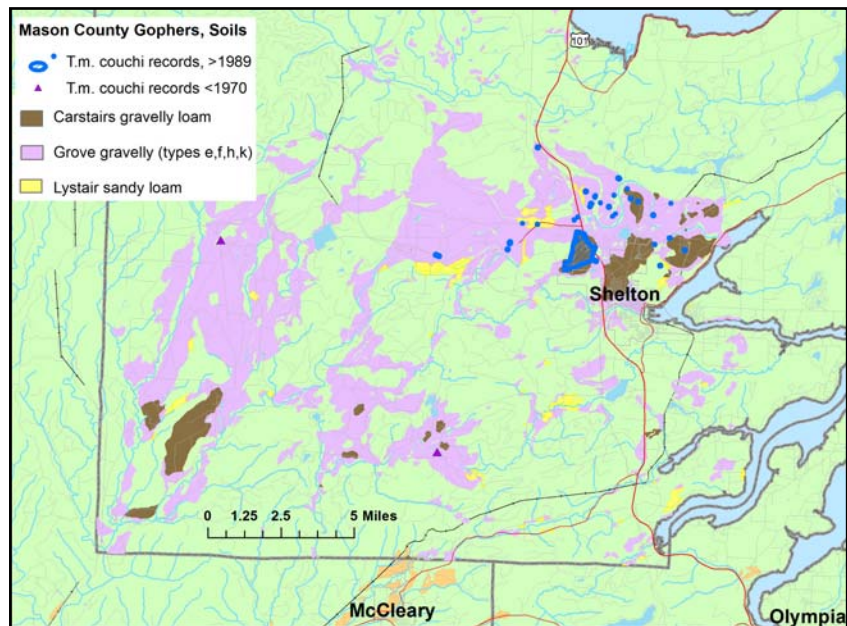 Mason County Gophers, Soils
T.m. couchi records, >1989
T.m. couchi records <1970
Carstairs gravelly loam
Grove gravelly (types e,f,h,k)
Lystair sandy loam
101
Shelton
0 1.25 2.5 5 Miles
McCleary
Olympia